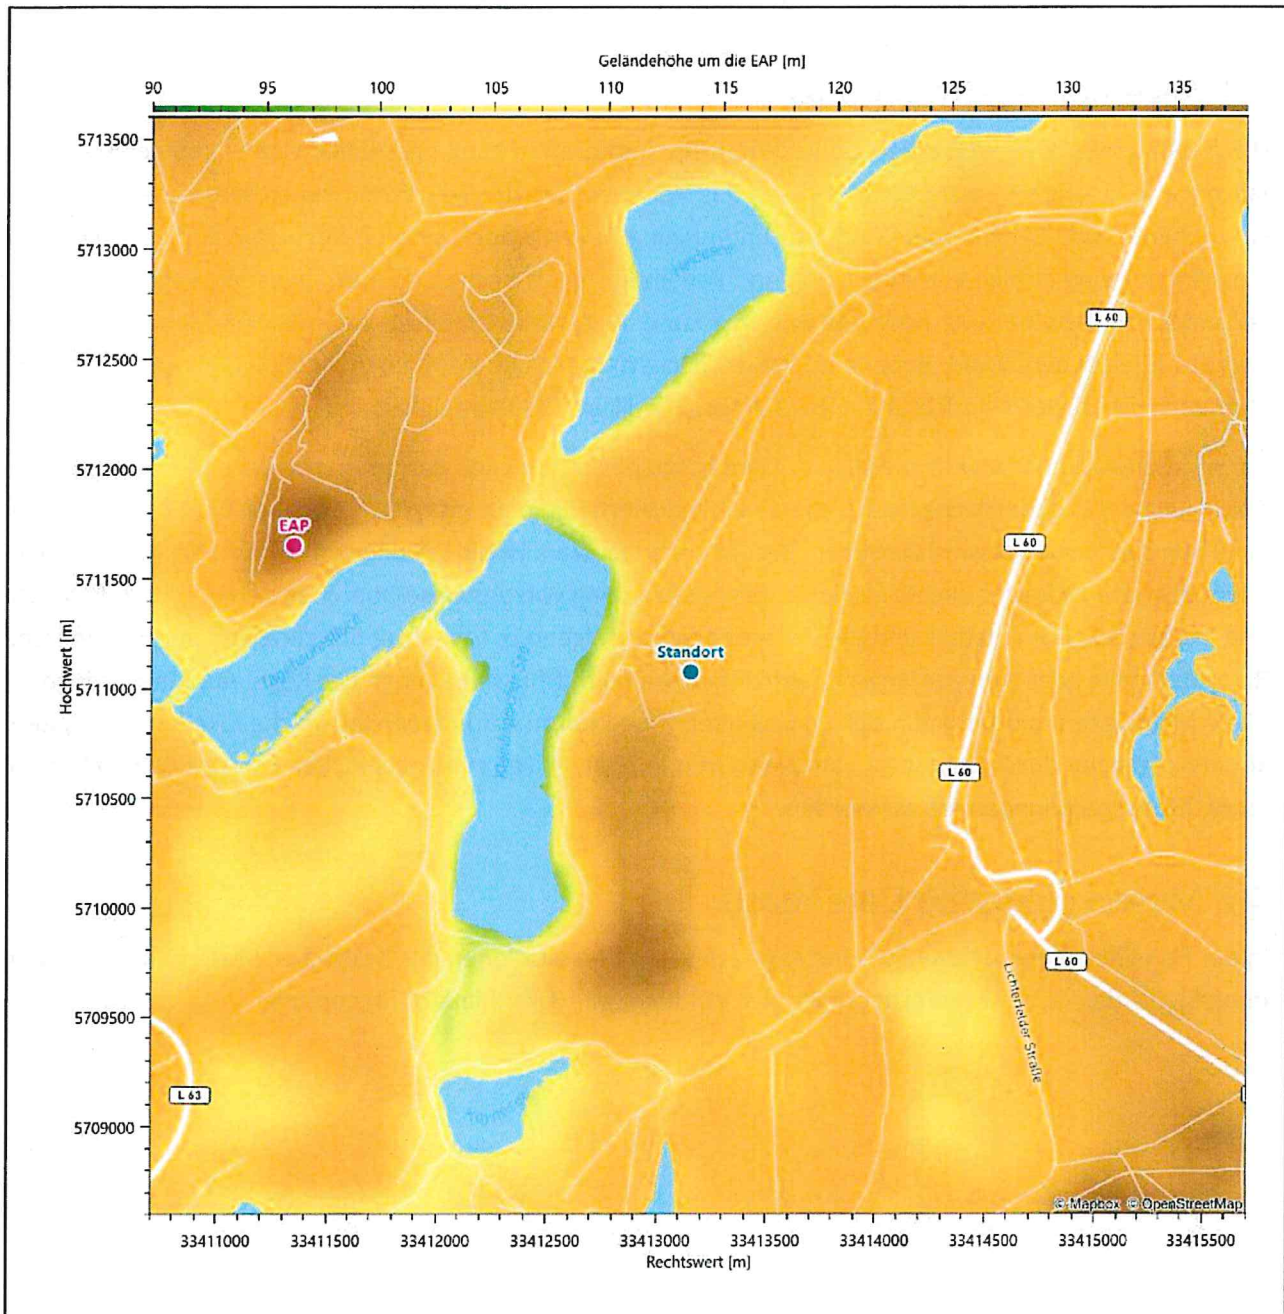 Geländehöhe um die EAP [m]
90 95 100 105 110 115 120 125 130 135
5713500
5713000
5712500
5712000
5711500
5711000
5710500
5710000
5709500
5709000
Hochwert [m]
Heidesee
L 60
L 60
EAP
Standort
L 60
L 60
Lichterfelder Straße
L 63
© Mapbox © OpenStreetMap
33411000 33411500 33412000 33412500 33413000 33413500 33414000 33414500 33415000 33415500
Rechtswert [m]